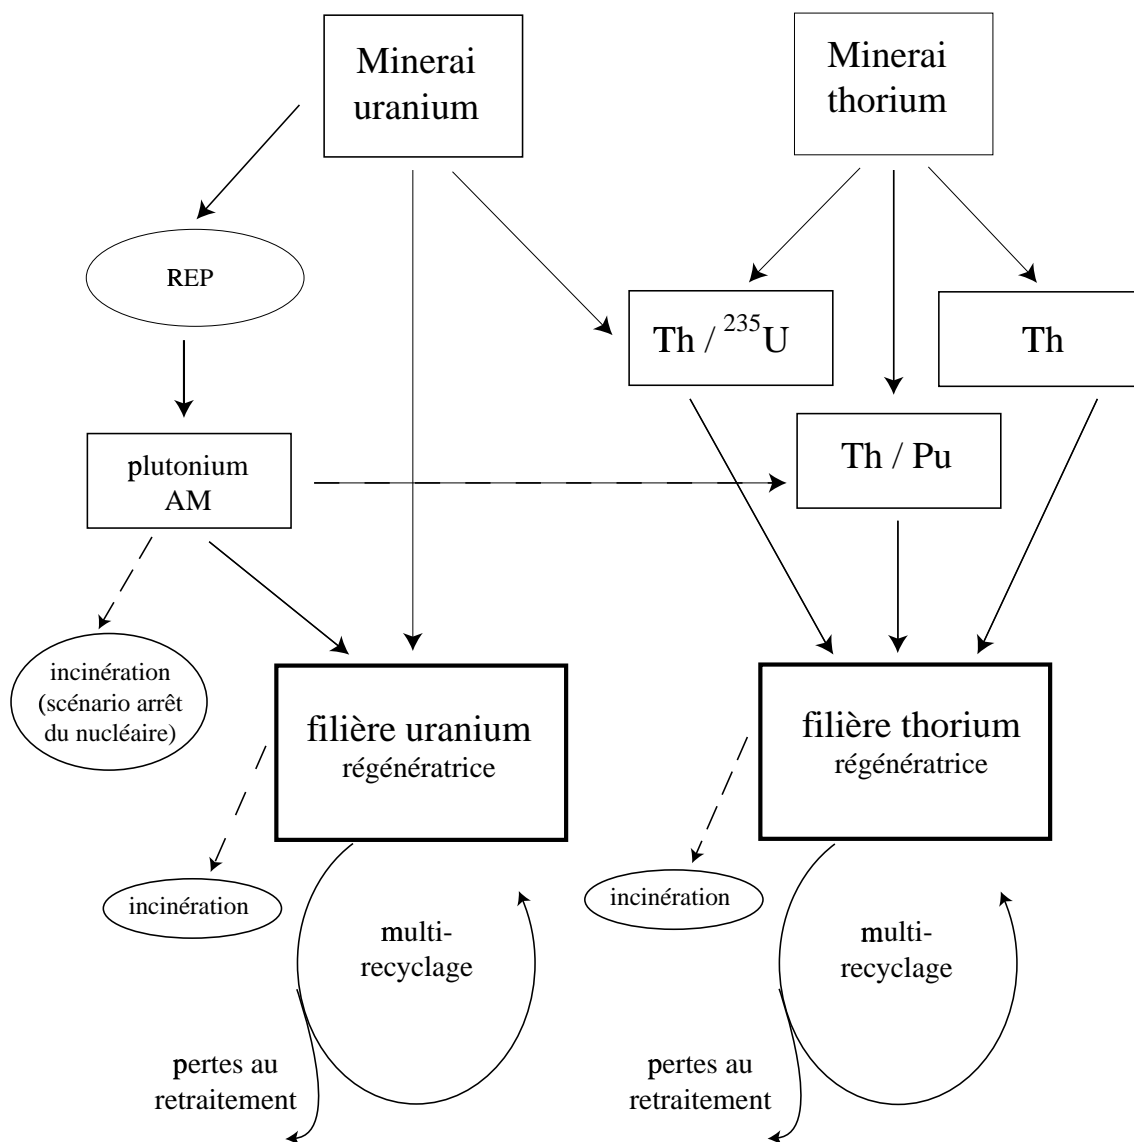 Minerai
uranium
Minerai
thorium
REP
Th / ²³⁵U
Th
Th / Pu
plutonium
AM
incinération
(scénario arrêt
du nucléaire)
filière uranium
régénératrice
filière thorium
régénératrice
incinération
incinération
multi-
recyclage
multi-
recyclage
pertes au
retraitement
pertes au
retraitement